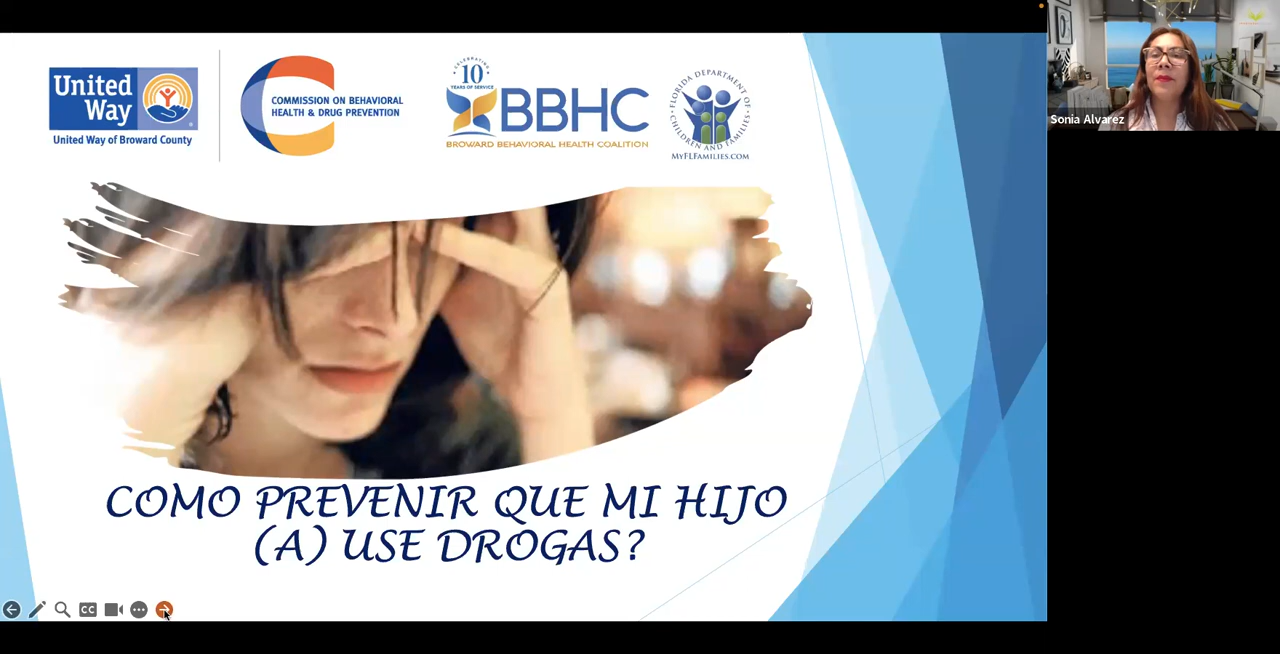 United
Way
United Way of Broward County
COMMISSION ON BEHAVIORAL
HEALTH & DRUG PREVENTION
CELEBRATING
10
YEARS OF SERVICE
BBHC
BROWARD BEHAVIORAL HEALTH COALITION
FLORIDA DEPARTMENT OF
CHILDREN AND FAMILIES
MYFLFAMILIES.COM
Sonia Alvarez
COMO PREVENIR QUE MI HIJO
(A) USE DROGAS?
CC